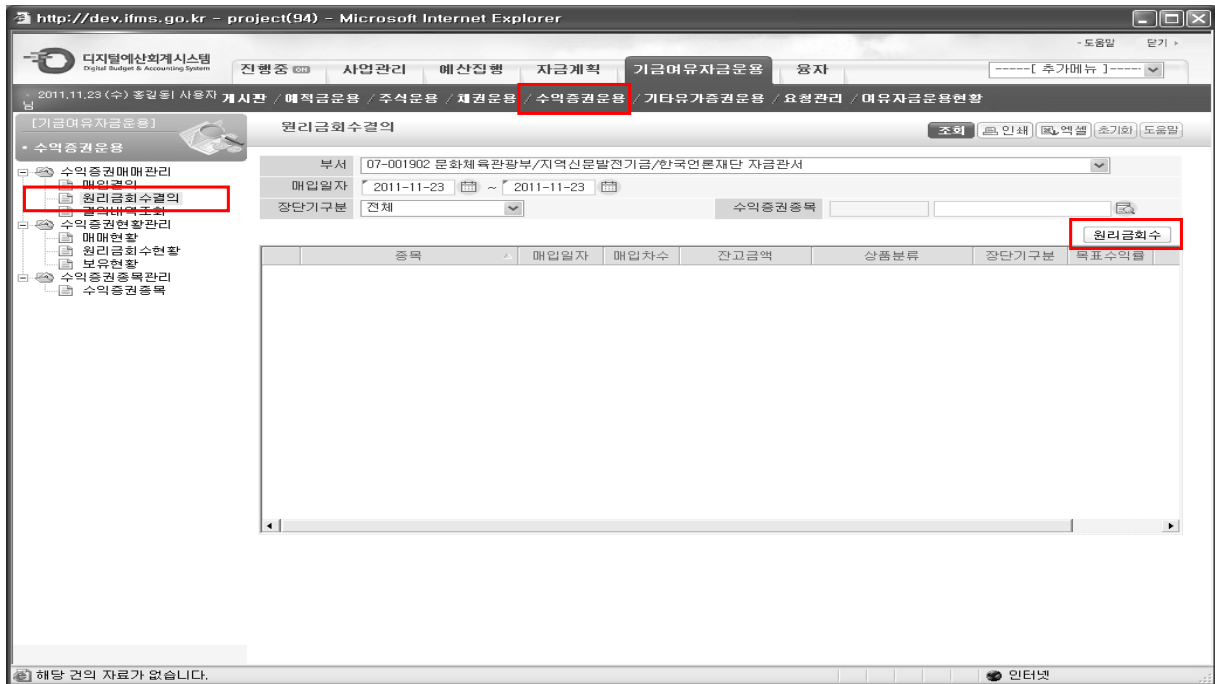 http://dev.ifms.go.kr - project(94) - Microsoft Internet Explorer
- 도움말 닫기
디지털예산회계시스템
Digital Budget & Accounting System
진행중 사업관리 예산집행 자금계획 기금여유자금운용 융자
-----[ 추가메뉴 ]-----
2011,11,23 (수) 홍길동| 사용자님
게시판 / 예적금운용 / 주식운용 / 채권운용 / 수익증권운용 / 기타유가증권운용 / 요청관리 / 여유자금운용현황
[기금여유자금운용]
• 수익증권운용
원리금회수결의
조회 인쇄 엑셀 초기화 도움말
수익증권매매관리
매입결의
원리금회수결의
결의내역조회
수익증권현황관리
매매현황
원리금회수현황
보유현황
수익증권종목관리
수익증권종목
부서 07-001902 문화체육관광부/지역신문발전기금/한국언론재단 자금관서
매입일자 2011-11-23 ~ 2011-11-23
장단기구분 전체 수익증권종목
원리금회수
종목 매입일자 매입차수 잔고금액 상품분류 장단기구분 목표수익률
해당 건의 자료가 없습니다.
인터넷